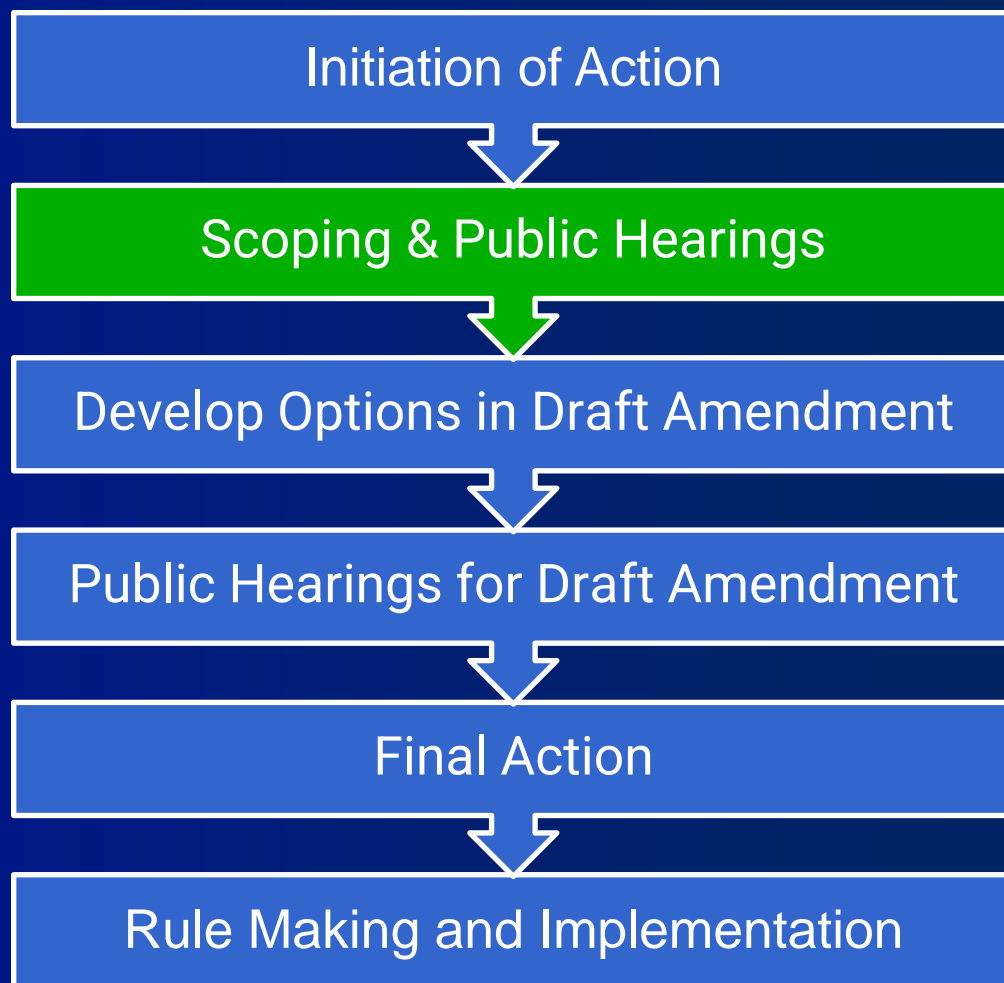 Initiation of Action
Scoping & Public Hearings
Develop Options in Draft Amendment
Public Hearings for Draft Amendment
Final Action
Rule Making and Implementation